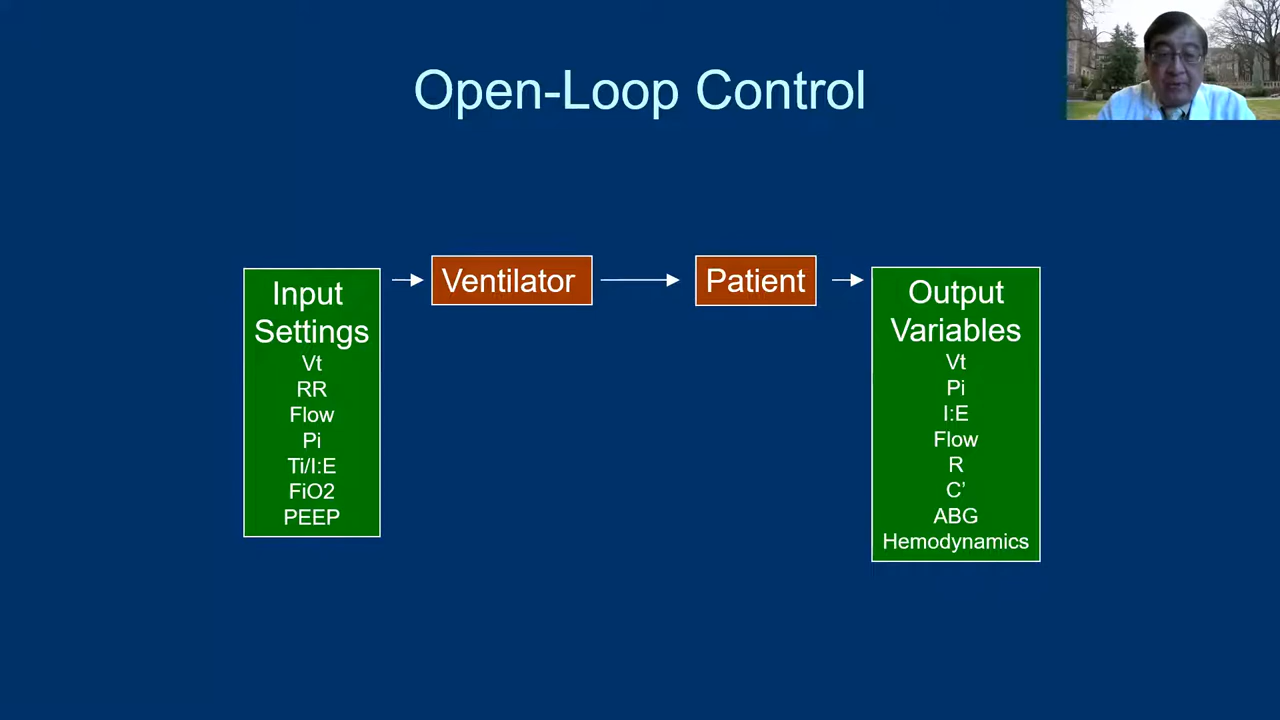 Open-Loop Control
Input
Settings
Vt
RR
Flow
Pi
Ti/I:E
FiO2
PEEP
Ventilator
Patient
Output
Variables
Vt
Pi
I:E
Flow
R
C’
ABG
Hemodynamics